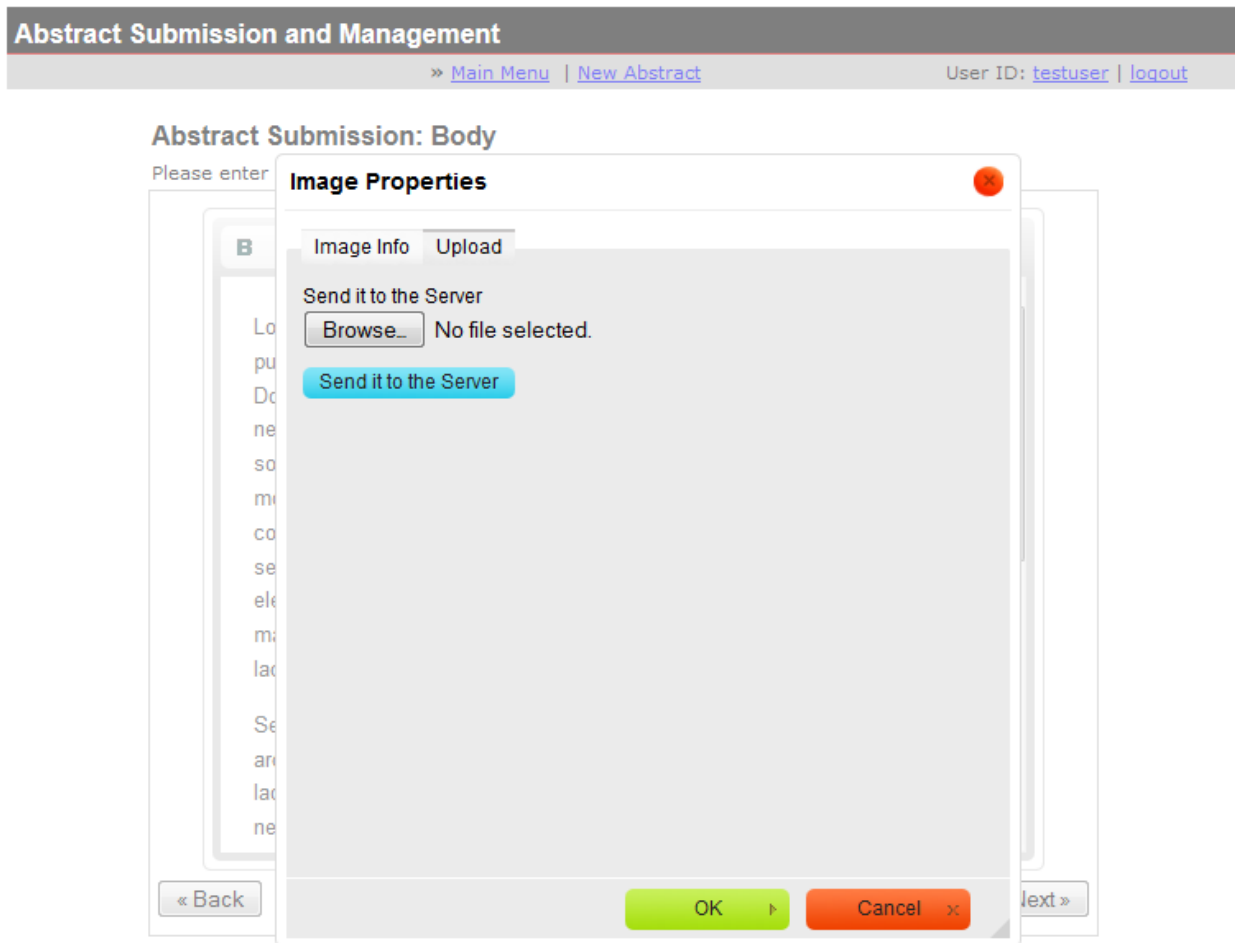 Abstract Submission and Management
» Main Menu | New Abstract User ID: testuser | logout
Abstract Submission: Body
Please enter
Image Properties
B
Image Info Upload
Send it to the Server
Browse… No file selected.
Send it to the Server
OK Cancel
« Back